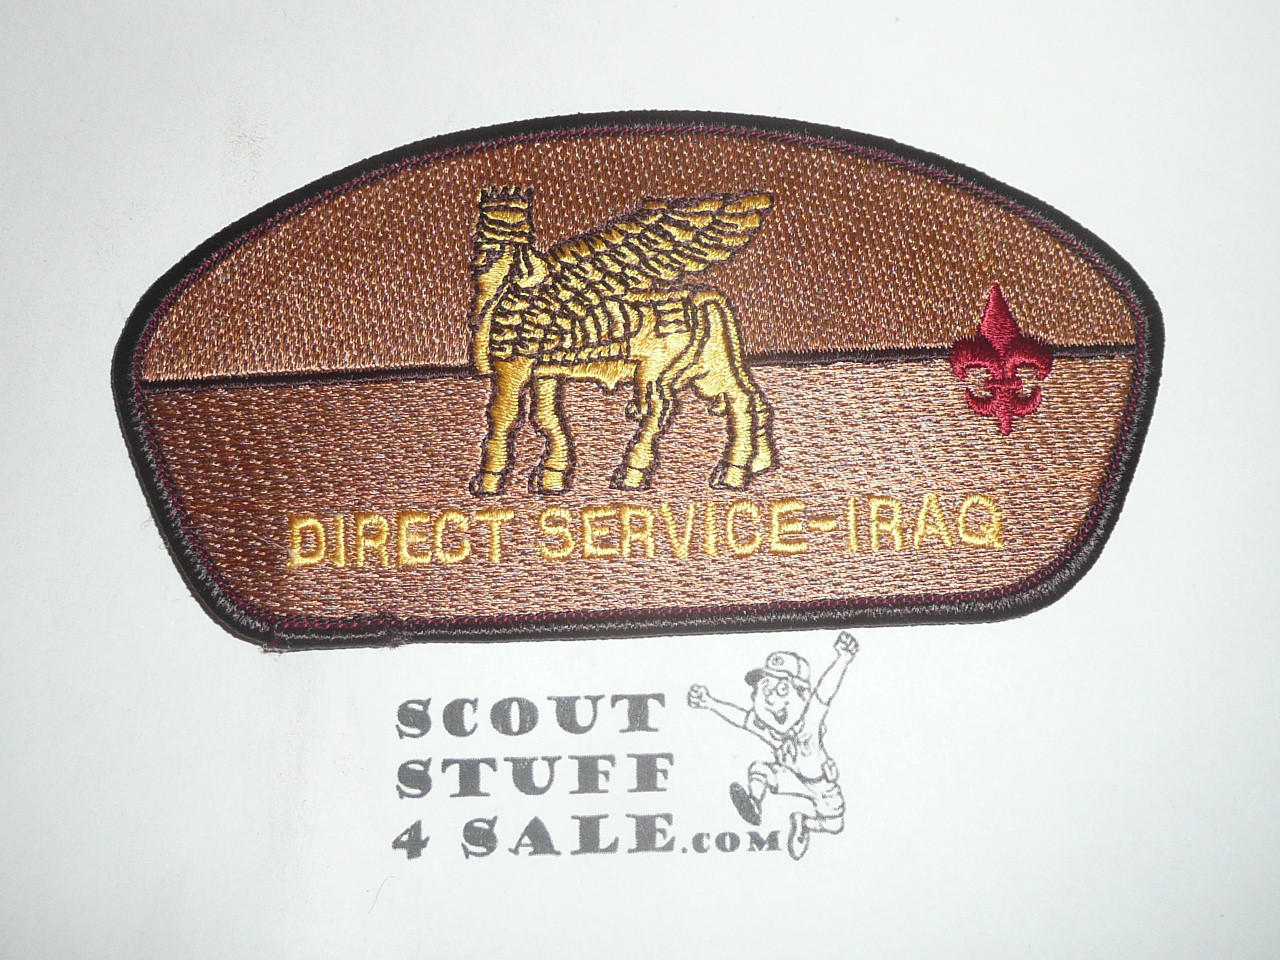 DIRECT SERVICE-IRAQ
SCOUT
STUFF
4 SALE.COM